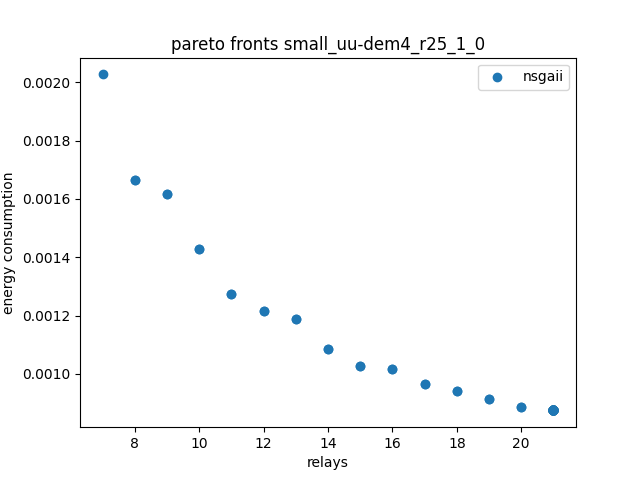 pareto fronts small_uu-dem4_r25_1_0
nsgaii
energy consumption
0.0020
0.0018
0.0016
0.0014
0.0012
0.0010
8 10 12 14 16 18 20
relays